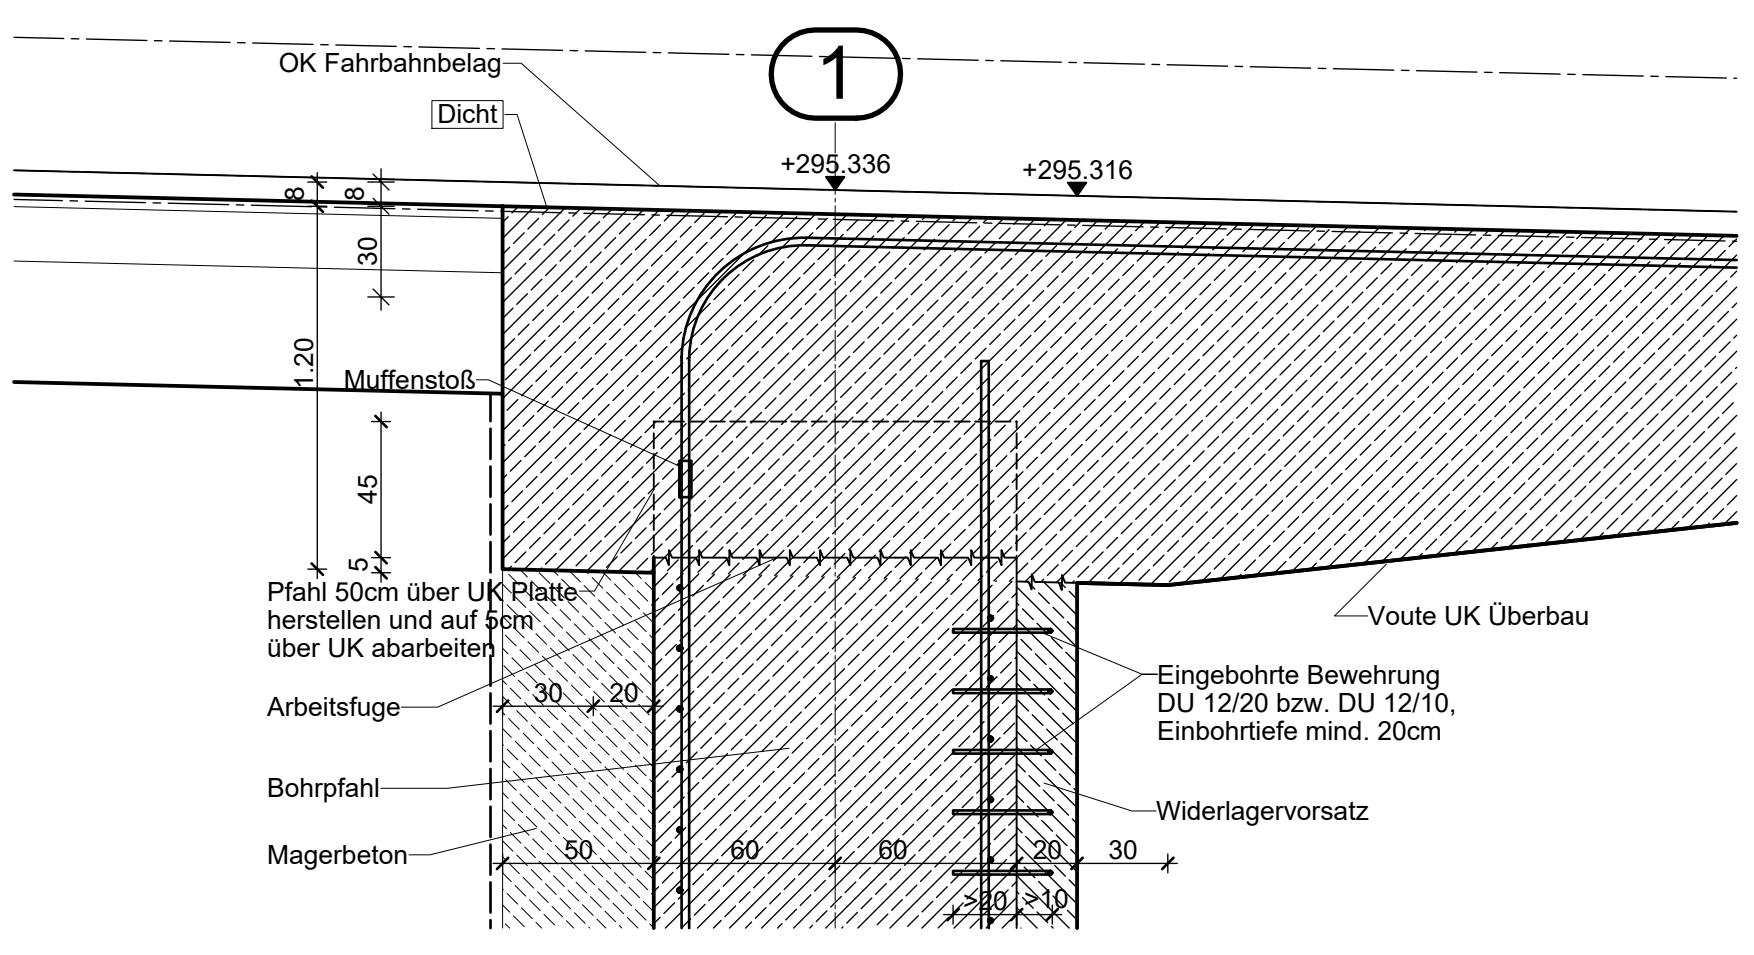 1
OK Fahrbahnbelag
Dicht
+295.336
+295.316
8
8
30
1.20
Muffenstoß
45
5
Pfahl 50cm über UK Platte
herstellen und auf 5cm
über UK abarbeiten
Voute UK Überbau
Eingebohrte Bewehrung
DU 12/20 bzw. DU 12/10,
Einbohrtiefe mind. 20cm
30
20
Arbeitsfuge
Bohrpfahl
Widerlagervorsatz
Magerbeton
50
60
60
20
30
>20
>10